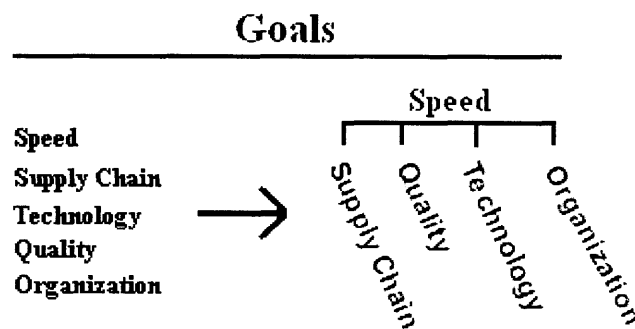 Goals
Speed
Supply Chain
Technology
Quality
Organization
Speed
Supply Chain
Quality
Technology
Organization